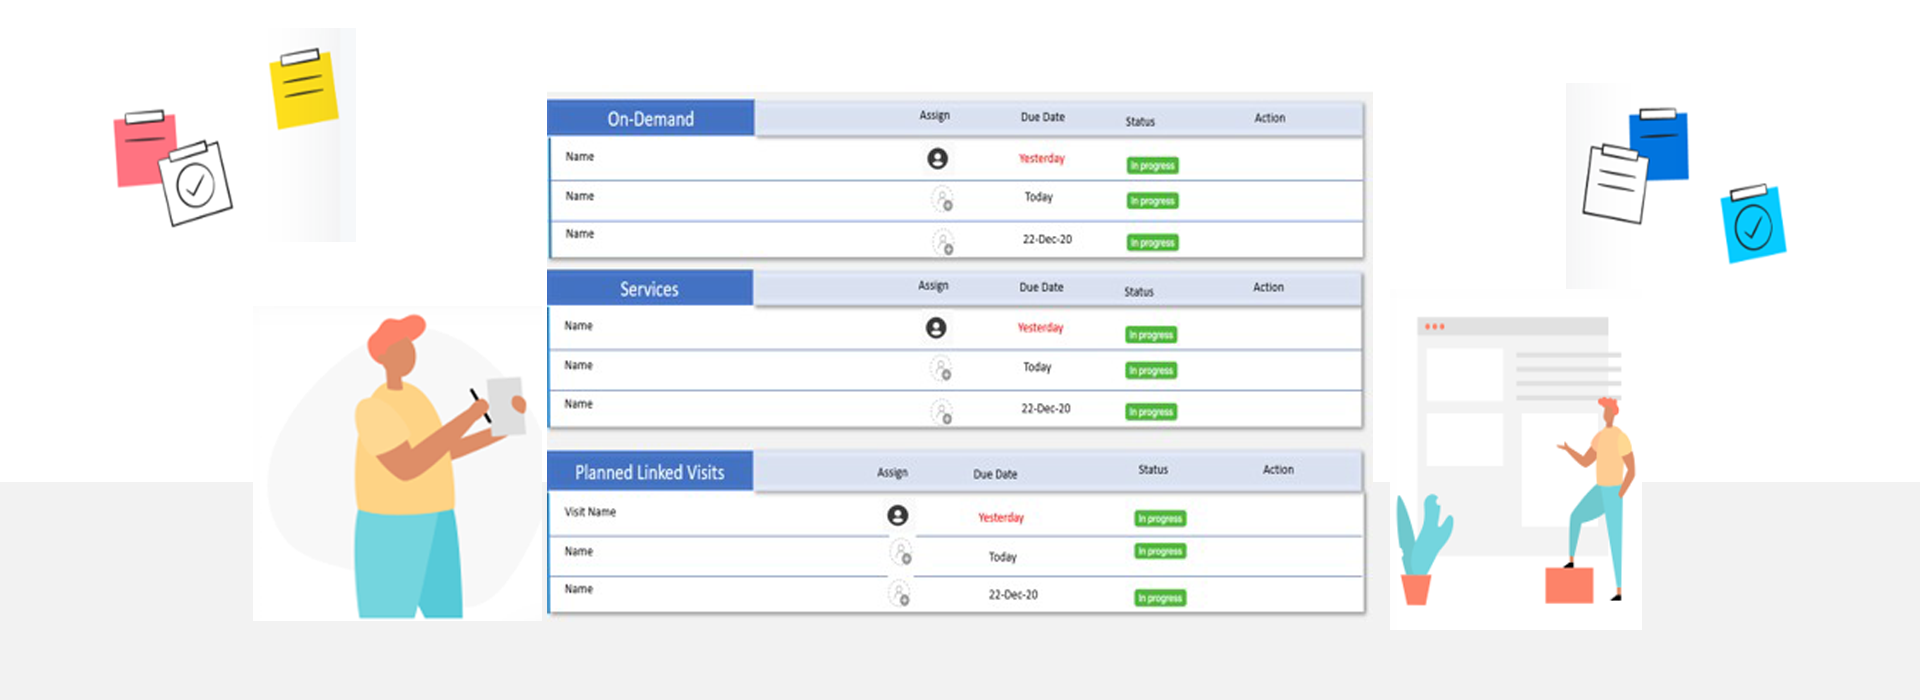 On-Demand Assign Due Date Status Action
Name Yesterday In progress
Name Today In progress
Name 22-Dec-20 In progress
Services Assign Due Date Status Action
Name Yesterday In progress
Name Today In progress
Name 22-Dec-20 In progress
Planned Linked Visits Assign Due Date Status Action
Visit Name Yesterday In progress
Name Today In progress
Name 22-Dec-20 In progress